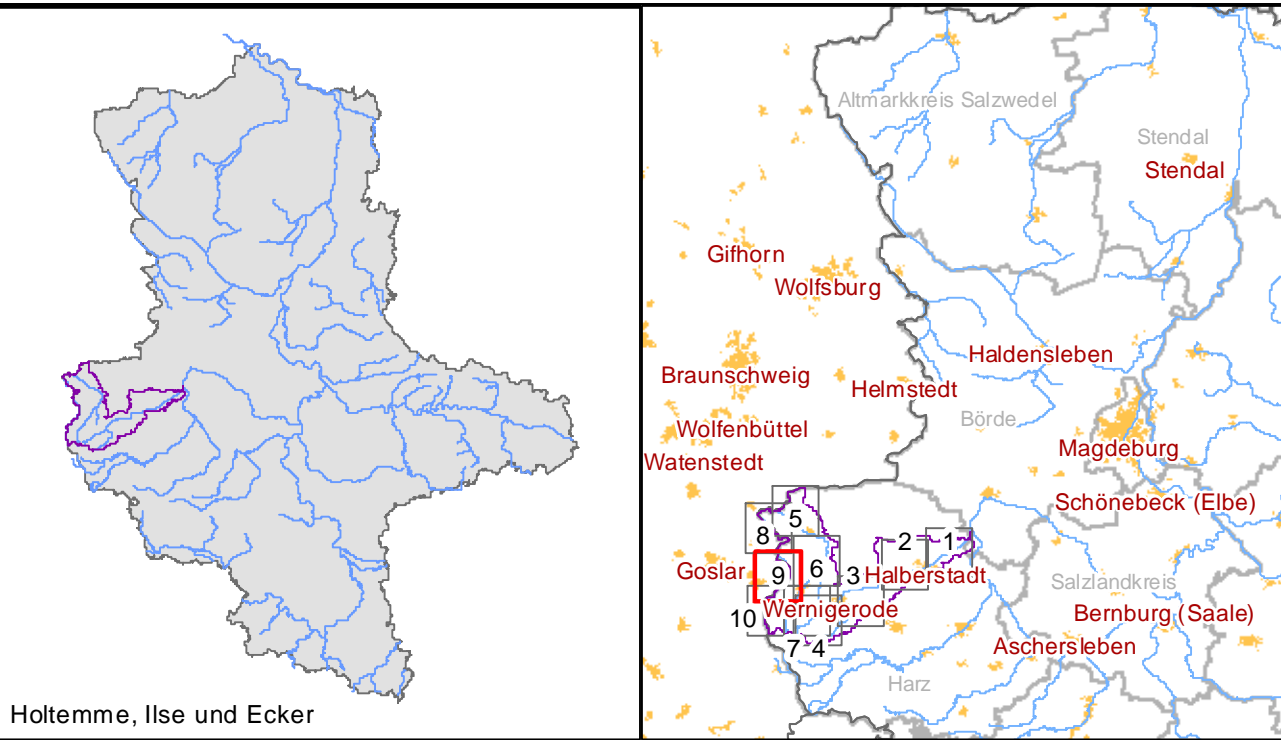 Holtemme, Ilse und Ecker
Altmarkkreis Salzwedel
Stendal
Stendal
Gifhorn
Wolfsburg
Haldensleben
Braunschweig
Helmstedt
Börde
Wolfenbüttel
Magdeburg
Watenstedt
Schönebeck (Elbe)
5
8
2
1
Goslar
9
6
3
Halberstadt
Salzlandkreis
10
Wernigerode
Bernburg (Saale)
7
4
Aschersleben
Harz